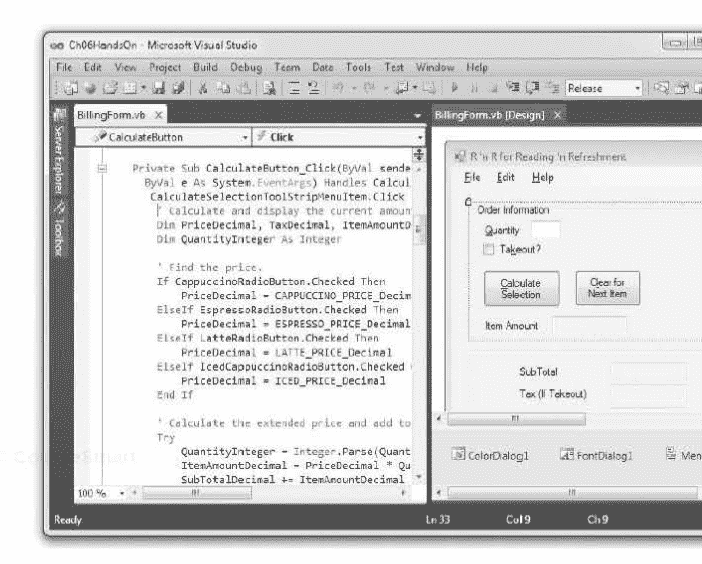 Ch06HandsOn - Microsoft Visual Studio
File Edit View Project Build Debug Team Data Tools Test Window Help
Release
BillingForm.vb X
BillingForm.vb [Design] X
Server Explorer
Toolbox
CalculateButton
Click
Private Sub CalculateButton_Click(ByVal sende
ByVal e As System.EventArgs) Handles Calcul
CalculateSelectionToolStripMenuItem.Click
' Calculate and display the current amoun
Dim PriceDecimal, TaxDecimal, ItemAmountD
Dim QuantityInteger As Integer
' Find the price.
If CappuccinoRadioButton.Checked Then
PriceDecimal = CAPPUCCINO_PRICE_Decim
ElseIf EspressoRadioButton.Checked Then
PriceDecimal = ESPRESSO_PRICE_Decimal
ElseIf LatteRadioButton.Checked Then
PriceDecimal = LATTE_PRICE_Decimal
ElseIf IcedCappuccinoRadioButton.Checked
PriceDecimal = ICED_PRICE_Decimal
End If
' Calculate the extended price and add to
Try
QuantityInteger = Integer.Parse(Quant
ItemAmountDecimal = PriceDecimal * Qu
SubTotalDecimal += ItemAmountDecimal
100 %
R 'n R for Reading 'n Refreshment
File Edit Help
Order Information
Quantity
Takeout?
Calculate
Selection
Clear for
Next Item
Item Amount
SubTotal
Tax (If Takeout)
ColorDialog1
FontDialog1
Men
Ready
Ln 33
Col 9
Ch 9